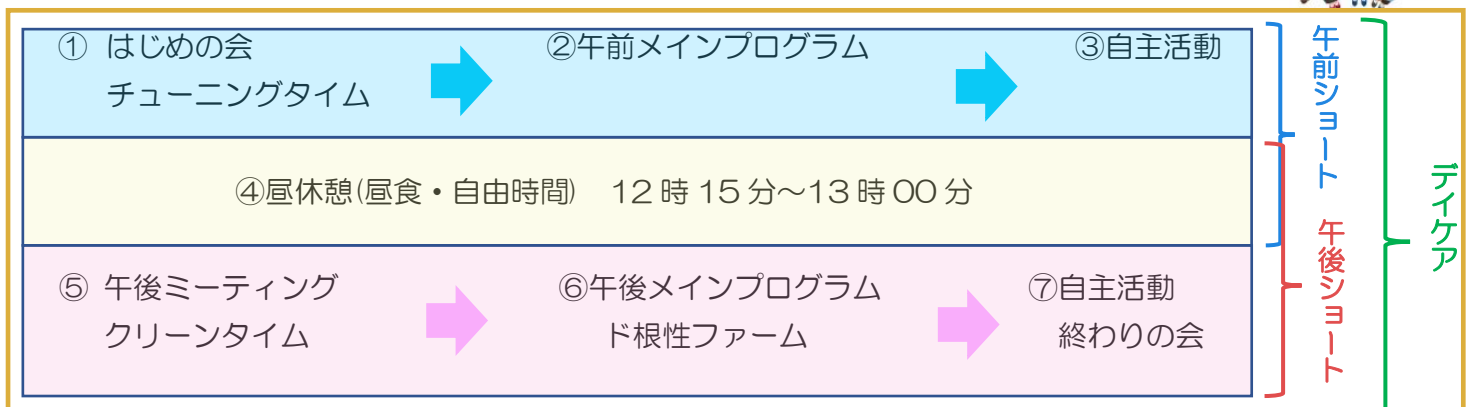 ① はじめの会
チューニングタイム
②午前メインプログラム
③自主活動
④昼休憩(昼食・自由時間)　12時15分～13時00分
⑤ 午後ミーティング
クリーンタイム
⑥午後メインプログラム
ド根性ファーム
⑦自主活動
終わりの会
午前ショート
午後ショート
デイケア